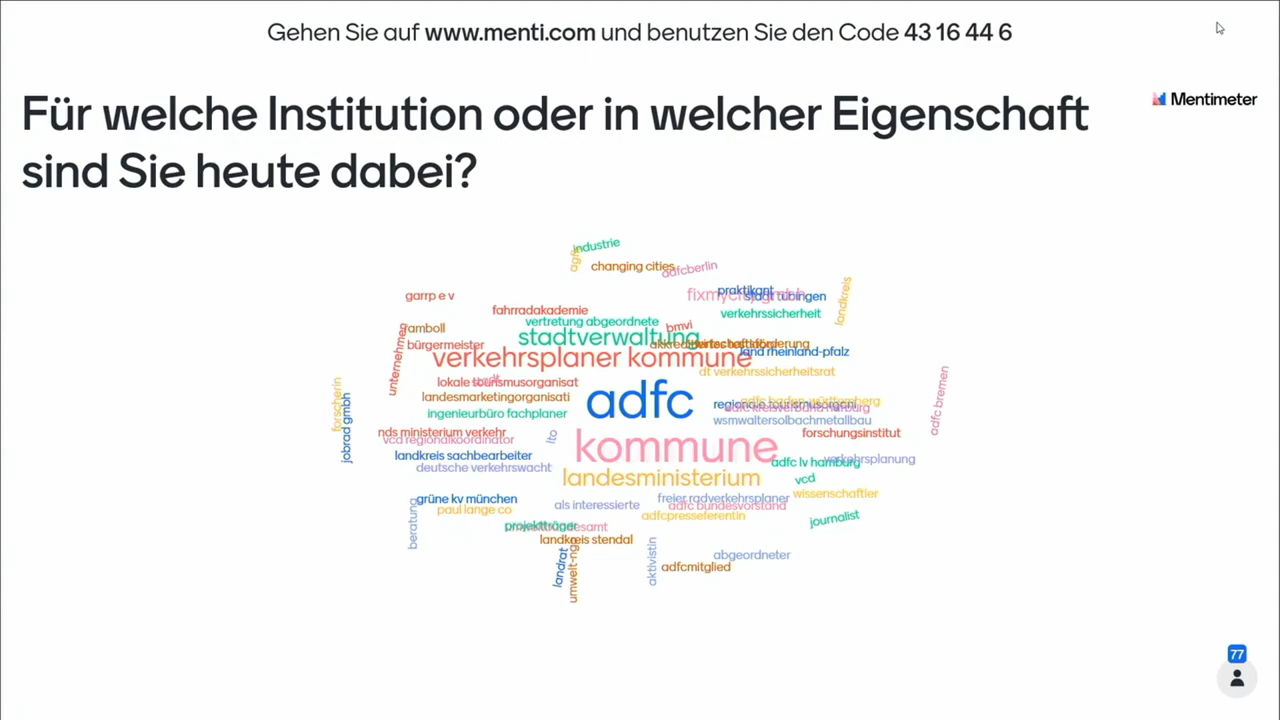 Gehen Sie auf www.menti.com und benutzen Sie den Code 43 16 44 6
Für welche Institution oder in welcher Eigenschaft
sind Sie heute dabei?
Mentimeter
industrie
changing cities
adfcberlin
praktikant
stadt tübingen
landkreis
garrp e v
fahrradakademie
verkehrssicherheit
vertretung abgeordnete
bmvi
ramboll
stadtverwaltung
bürgermeister
land rheinland-pfalz
unternehmen
verkehrsplaner kommune
dt verkehrssicherheitsrat
lokale tourismusorganisat
landesmarketingorganisati
adfc
adfc bremen
forscherin
jobrad gmbh
ingenieurbüro fachplaner
wsmwaltersolbachmetallbau
nds ministerium verkehr
forschungsinstitut
vcd regionalkoordinator
lto
kommune
landkreis sachbearbeiter
adfc lv hamburg
verkehrsplanung
deutsche verkehrswacht
landesministerium
vcd
wissenschaftler
grüne kv münchen
freier radverkehrsplaner
als interessierte
adfc bundesvorstand
paul lange co
adfcpresseferentin
journalist
beratung
projektträger
umweltbundesamt
landkreis stendal
landrat
umwelt-ngo
aktivistin
abgeordneter
adfcmitglied
77